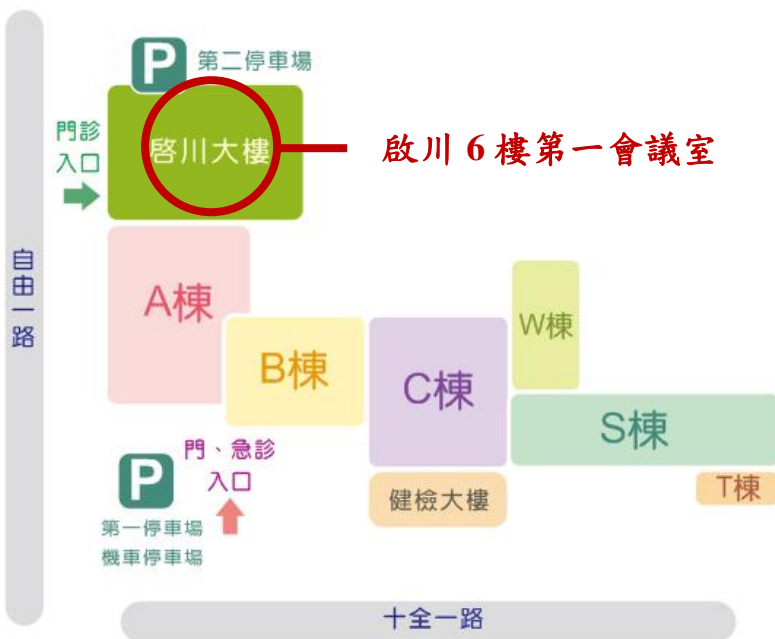 P 第二停車場
門診
入口
啓川大樓
啟川 6 樓第一會議室
自由一路
A棟
B棟
C棟
W棟
S棟
T棟
健檢大樓
門、急診
入口
P
第一停車場
機車停車場
十全一路